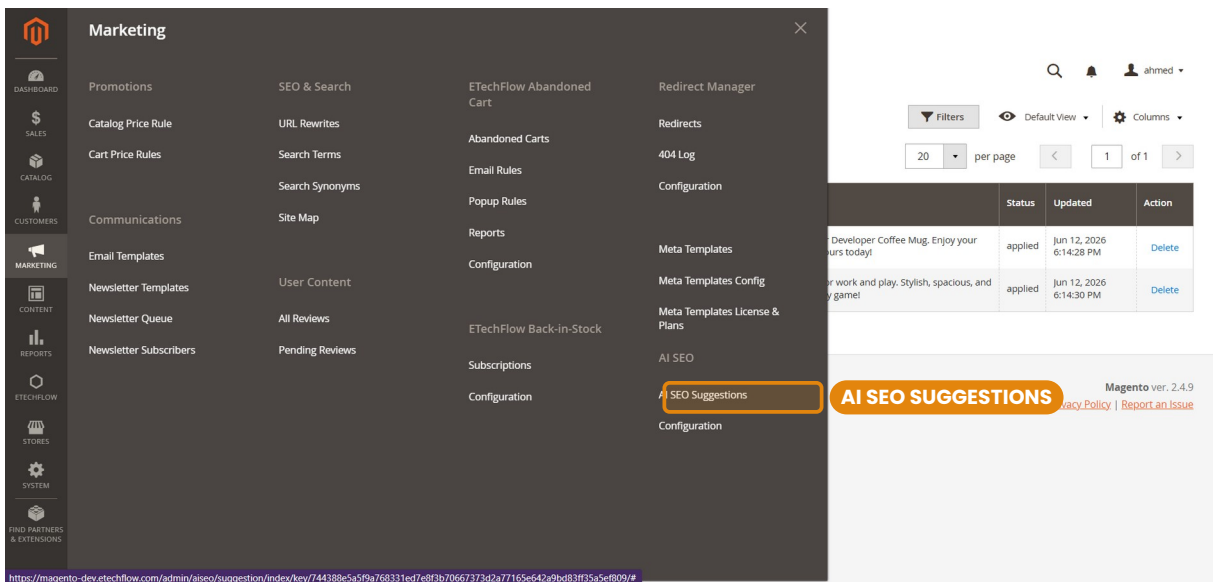 Marketing
DASHBOARD
SALES
CATALOG
CUSTOMERS
MARKETING
CONTENT
REPORTS
ETECHFLOW
STORES
SYSTEM
FIND PARTNERS
& EXTENSIONS
Promotions
Catalog Price Rule
Cart Price Rules
Communications
Email Templates
Newsletter Templates
Newsletter Queue
Newsletter Subscribers
SEO & Search
URL Rewrites
Search Terms
Search Synonyms
Site Map
User Content
All Reviews
Pending Reviews
ETechFlow Abandoned
Cart
Abandoned Carts
Email Rules
Popup Rules
Reports
Configuration
ETechFlow Back-in-Stock
Subscriptions
Configuration
Redirect Manager
Redirects
404 Log
Configuration
Meta Templates
Meta Templates Config
Meta Templates License &
Plans
AI SEO
AI SEO Suggestions
Configuration
AI SEO SUGGESTIONS
ahmed
Filters
Default View
Columns
20 per page 1 of 1
Status Updated Action
Developer Coffee Mug. Enjoy your
today!
applied
Jun 12, 2026
6:14:28 PM
Delete
work and play. Stylish, spacious, and
game!
applied
Jun 12, 2026
6:14:30 PM
Delete
Magento ver. 2.4.9
Policy | Report an Issue
https://magento-dev.etechflow.com/admin/aiseo/suggestion/index/key/744388e5a5f9a768331ed7e8f3b70667373d2a77165e642a9bd83ff35a5ef809/#